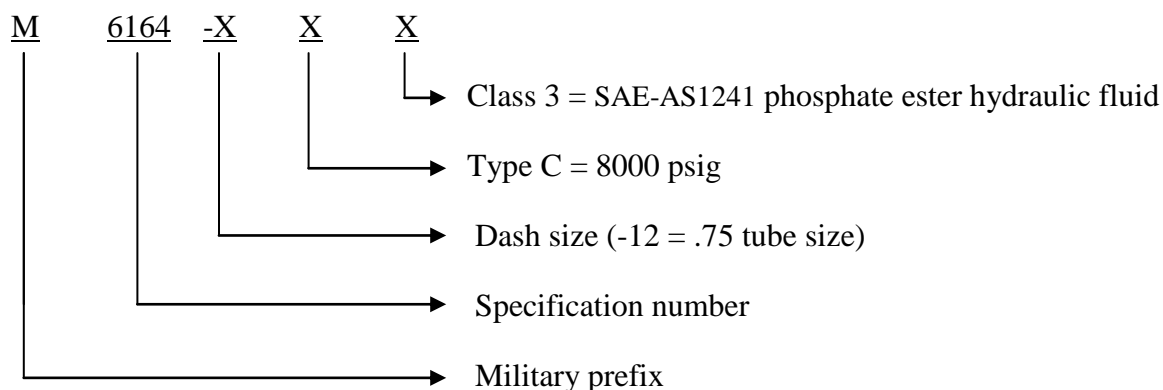 M 6164 -X X X
Class 3 = SAE-AS1241 phosphate ester hydraulic fluid
Type C = 8000 psig
Dash size (-12 = .75 tube size)
Specification number
Military prefix